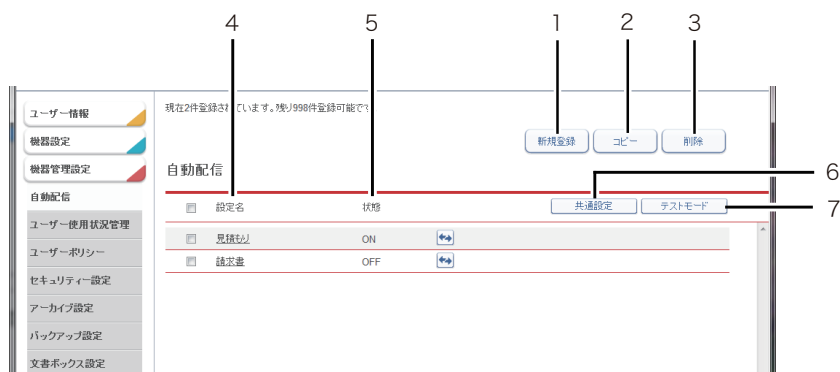 4 5 1 2 3
現在2件登録されています。残り998件登録可能です
ユーザー情報
機器設定
新規登録 コピー 削除
機器管理設定
自動配信
6
自動配信
設定名 状態 共通設定 テストモード
7
ユーザー使用状況管理
見積もり ON
ユーザーポリシー
請求書 OFF
セキュリティー設定
アーカイブ設定
バックアップ設定
文書ボックス設定